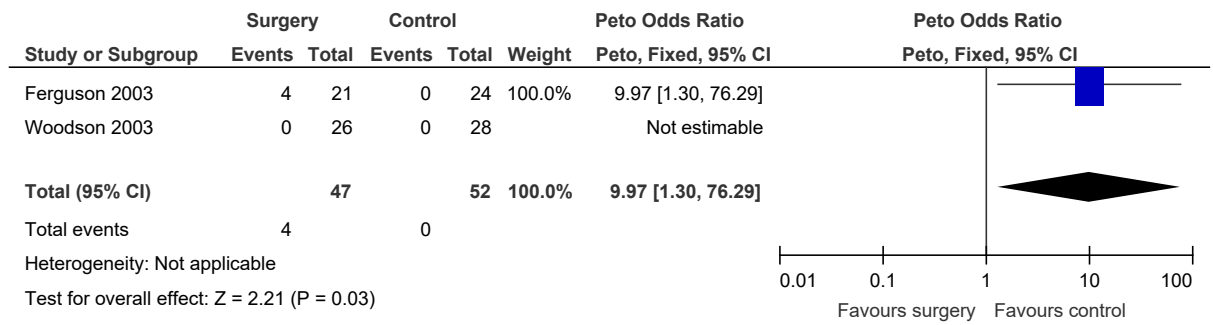 Surgery Control Peto Odds Ratio Peto Odds Ratio
Study or Subgroup Events Total Events Total Weight Peto, Fixed, 95% CI Peto, Fixed, 95% CI
Ferguson 2003 4 21 0 24 100.0% 9.97 [1.30, 76.29]
Woodson 2003 0 26 0 28 Not estimable
Total (95% CI) 47 52 100.0% 9.97 [1.30, 76.29]
Total events 4 0
Heterogeneity: Not applicable
Test for overall effect: Z = 2.21 (P = 0.03)
0.01 0.1 1 10 100
Favours surgery Favours control